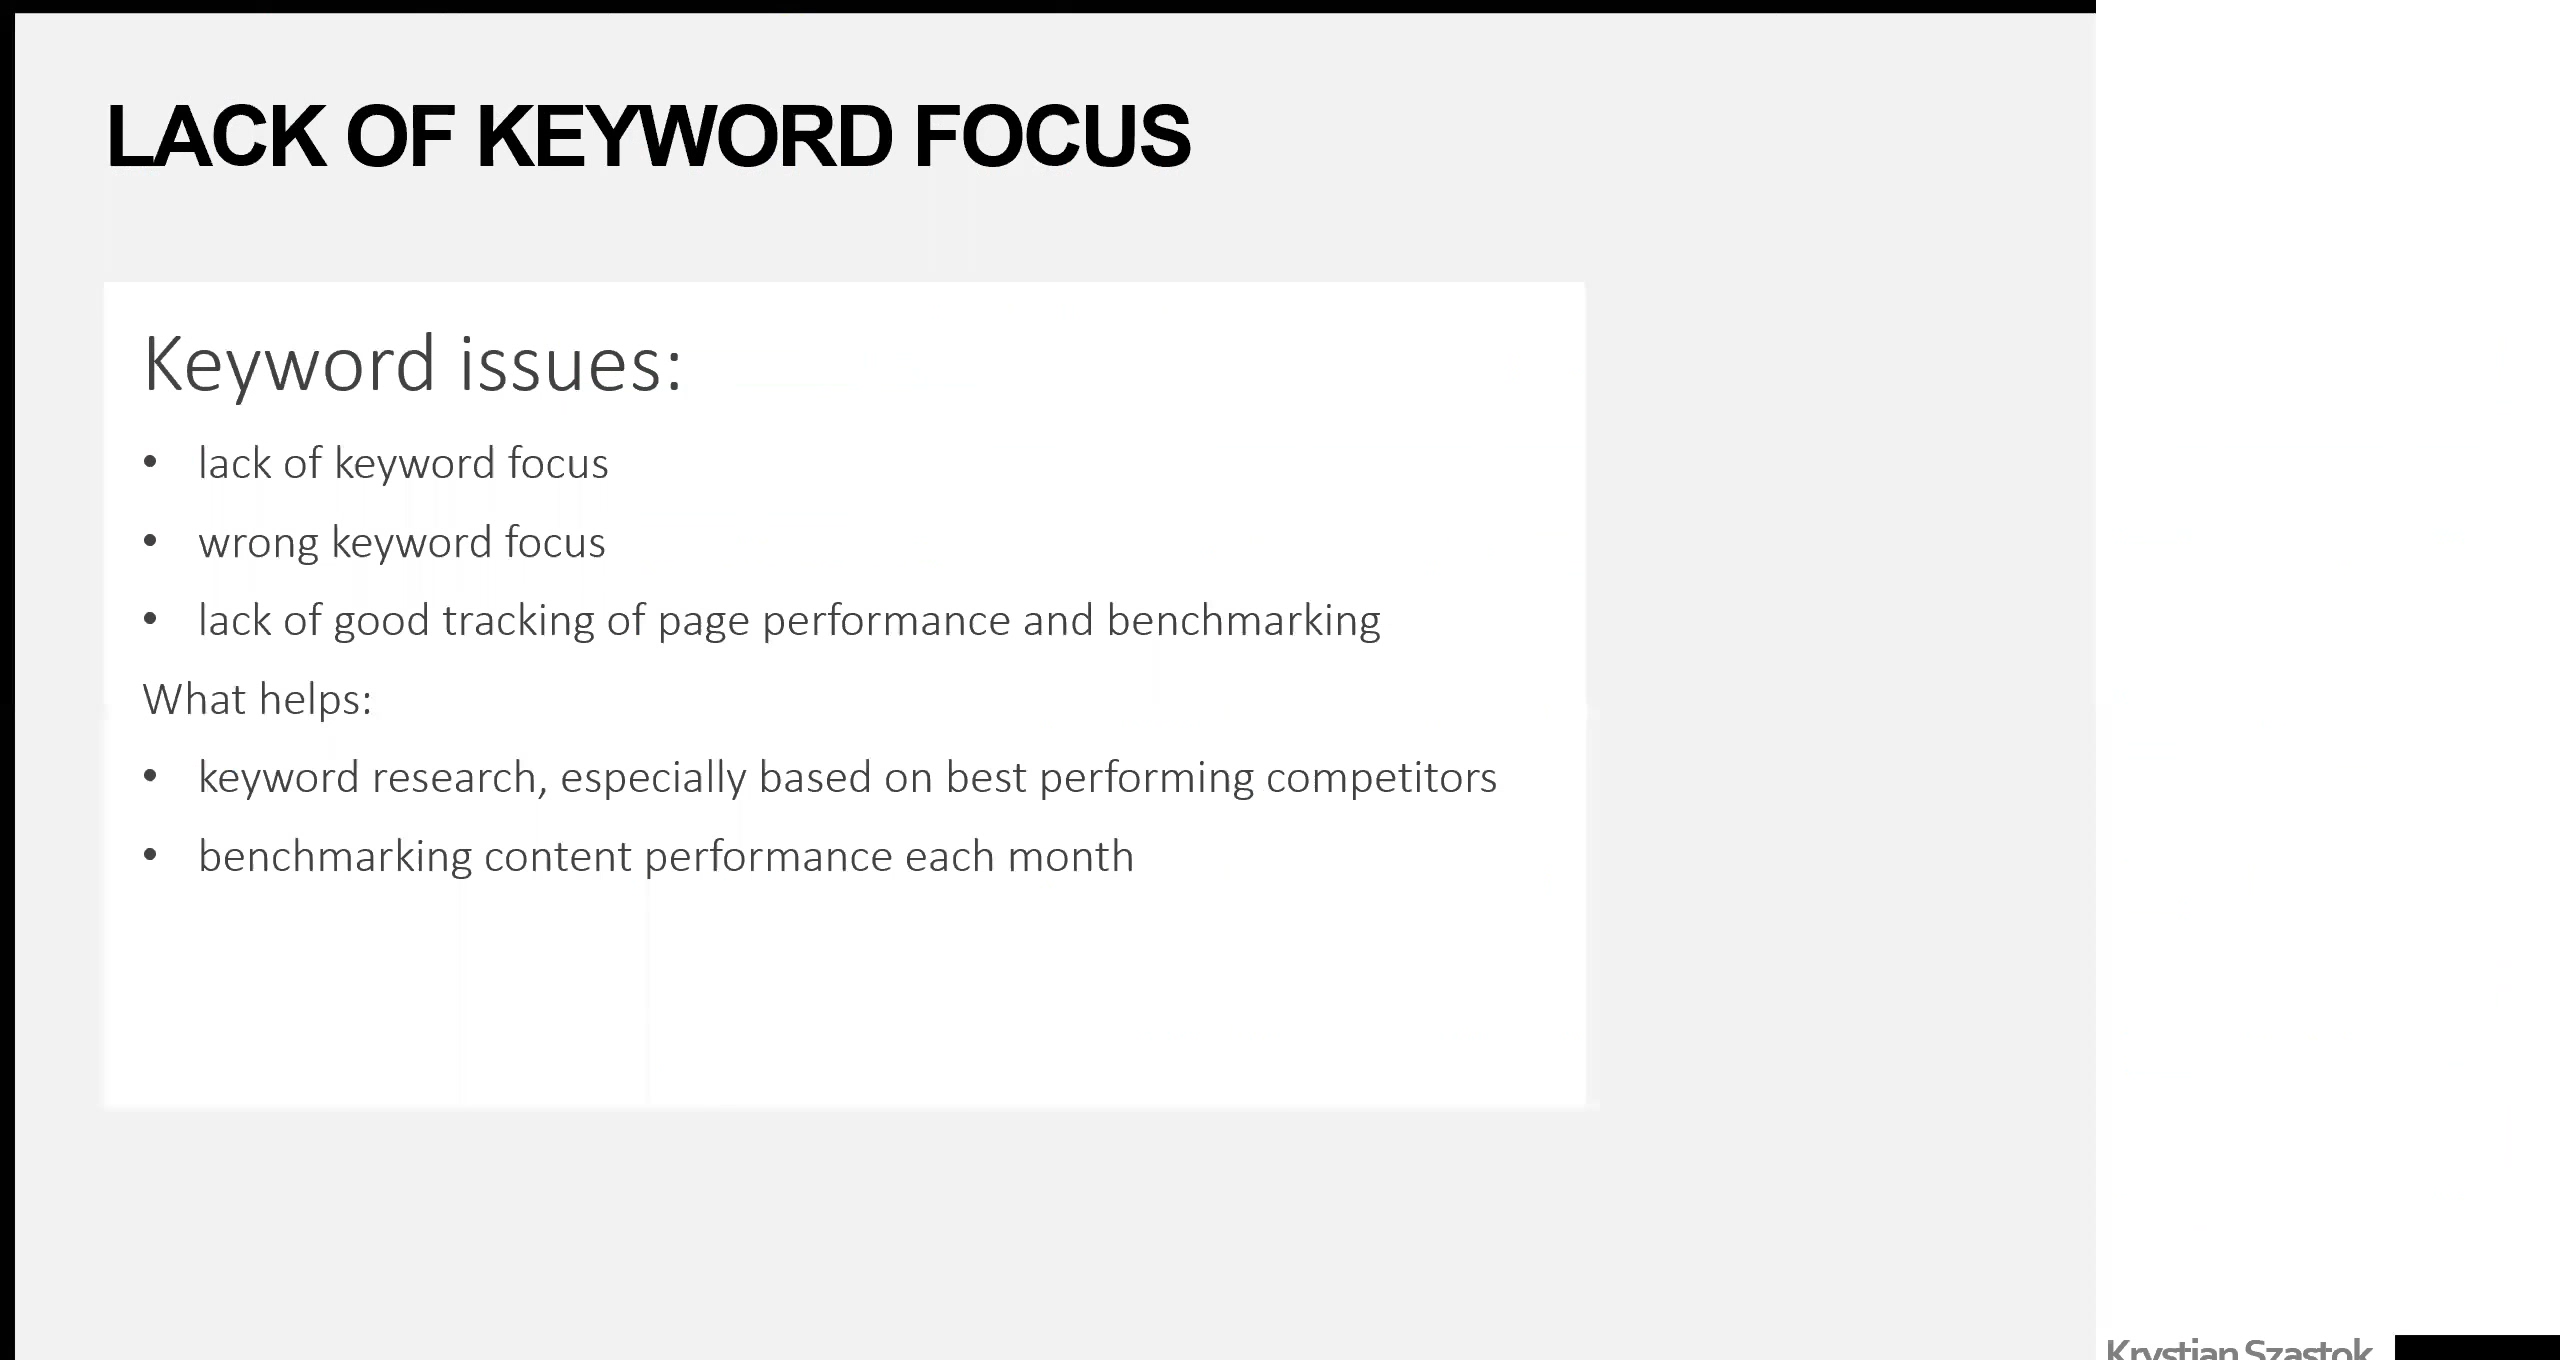 LACK OF KEYWORD FOCUS
Keyword issues:
• lack of keyword focus
• wrong keyword focus
• lack of good tracking of page performance and benchmarking
What helps:
• keyword research, especially based on best performing competitors
• benchmarking content performance each month
Krystian Szastok